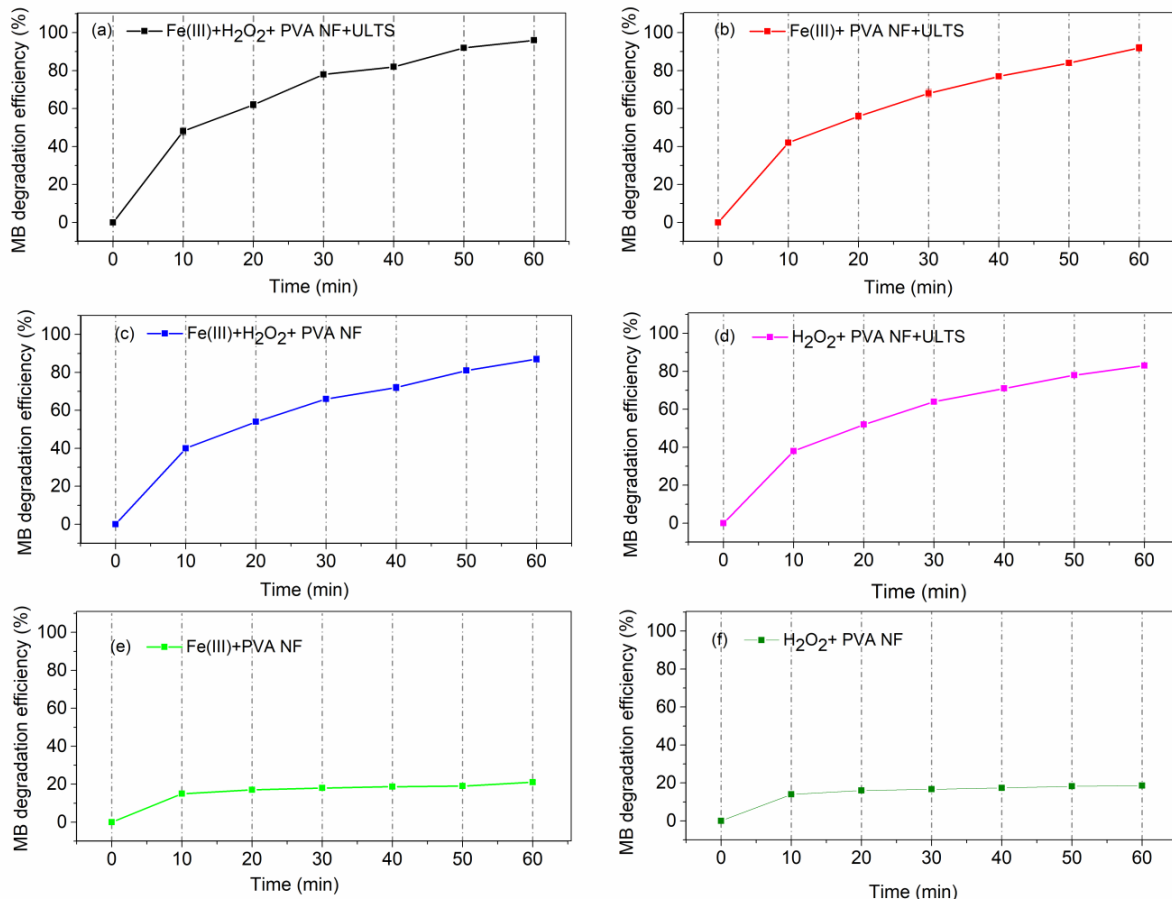 (a) Fe(III)+H₂O₂+ PVA NF+ULTS
MB degradation efficiency (%)
100
80
60
40
20
0
0 10 20 30 40 50 60
Time (min)
(b) Fe(III)+ PVA NF+ULTS
MB degradation efficiency (%)
100
80
60
40
20
0
0 10 20 30 40 50 60
Time (min)
(c) Fe(III)+H₂O₂+ PVA NF
MB degradation efficiency (%)
100
80
60
40
20
0
0 10 20 30 40 50 60
Time (min)
(d) H₂O₂+ PVA NF+ULTS
MB degradation efficiency (%)
100
80
60
40
20
0
0 10 20 30 40 50 60
Time (min)
(e) Fe(III)+PVA NF
MB degradation efficiency (%)
100
80
60
40
20
0
0 10 20 30 40 50 60
Time (min)
(f) H₂O₂+ PVA NF
MB degradation efficiency (%)
100
80
60
40
20
0
0 10 20 30 40 50 60
Time (min)